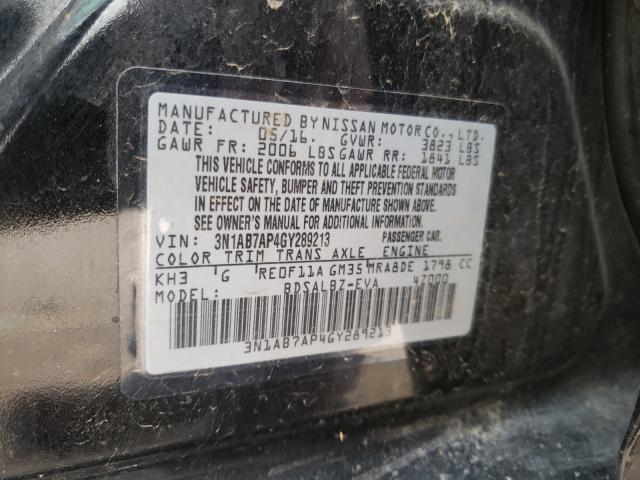 MANUFACTURED BY NISSAN MOTOR CO., LTD.
DATE: 05/16 GVWR: 3823 LBS
GAWR FR: 2006 LBS GAWR RR: 1841 LBS
THIS VEHICLE CONFORMS TO ALL APPLICABLE FEDERAL MOTOR
VEHICLE SAFETY, BUMPER AND THEFT PREVENTION STANDARDS
IN EFFECT ON THE DATE OF MANUFACTURE SHOWN ABOVE.
SEE OWNER'S MANUAL FOR ADDITIONAL INFORMATION.
VIN: 3N1AB7AP4GY289213 PASSENGER CAR.
COLOR TRIM TRANS AXLE ENGINE
KH3 G RE0F11A GM35 MRA8DE 1798 CC
MODEL: BDSALBZ-EVA 47000
3N1AB7AP4GY289213